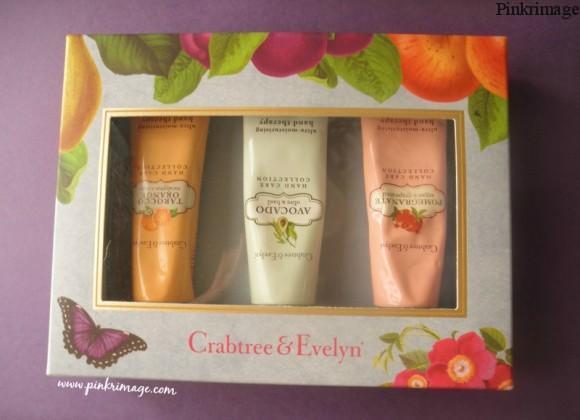 Pinkrimage
Crabtree & Evelyn
TAROCCO
ORANGE
HAND CARE
COLLECTION
ultra-moisturising
hand therapy
Crabtree & Evelyn
AVOCADO
olive & basil
HAND CARE
COLLECTION
ultra-moisturising
hand therapy
Crabtree & Evelyn
POMEGRANATE
argan & grapeseed
HAND CARE
COLLECTION
ultra-moisturising
hand therapy
Crabtree & Evelyn
www.pinkrimage.com